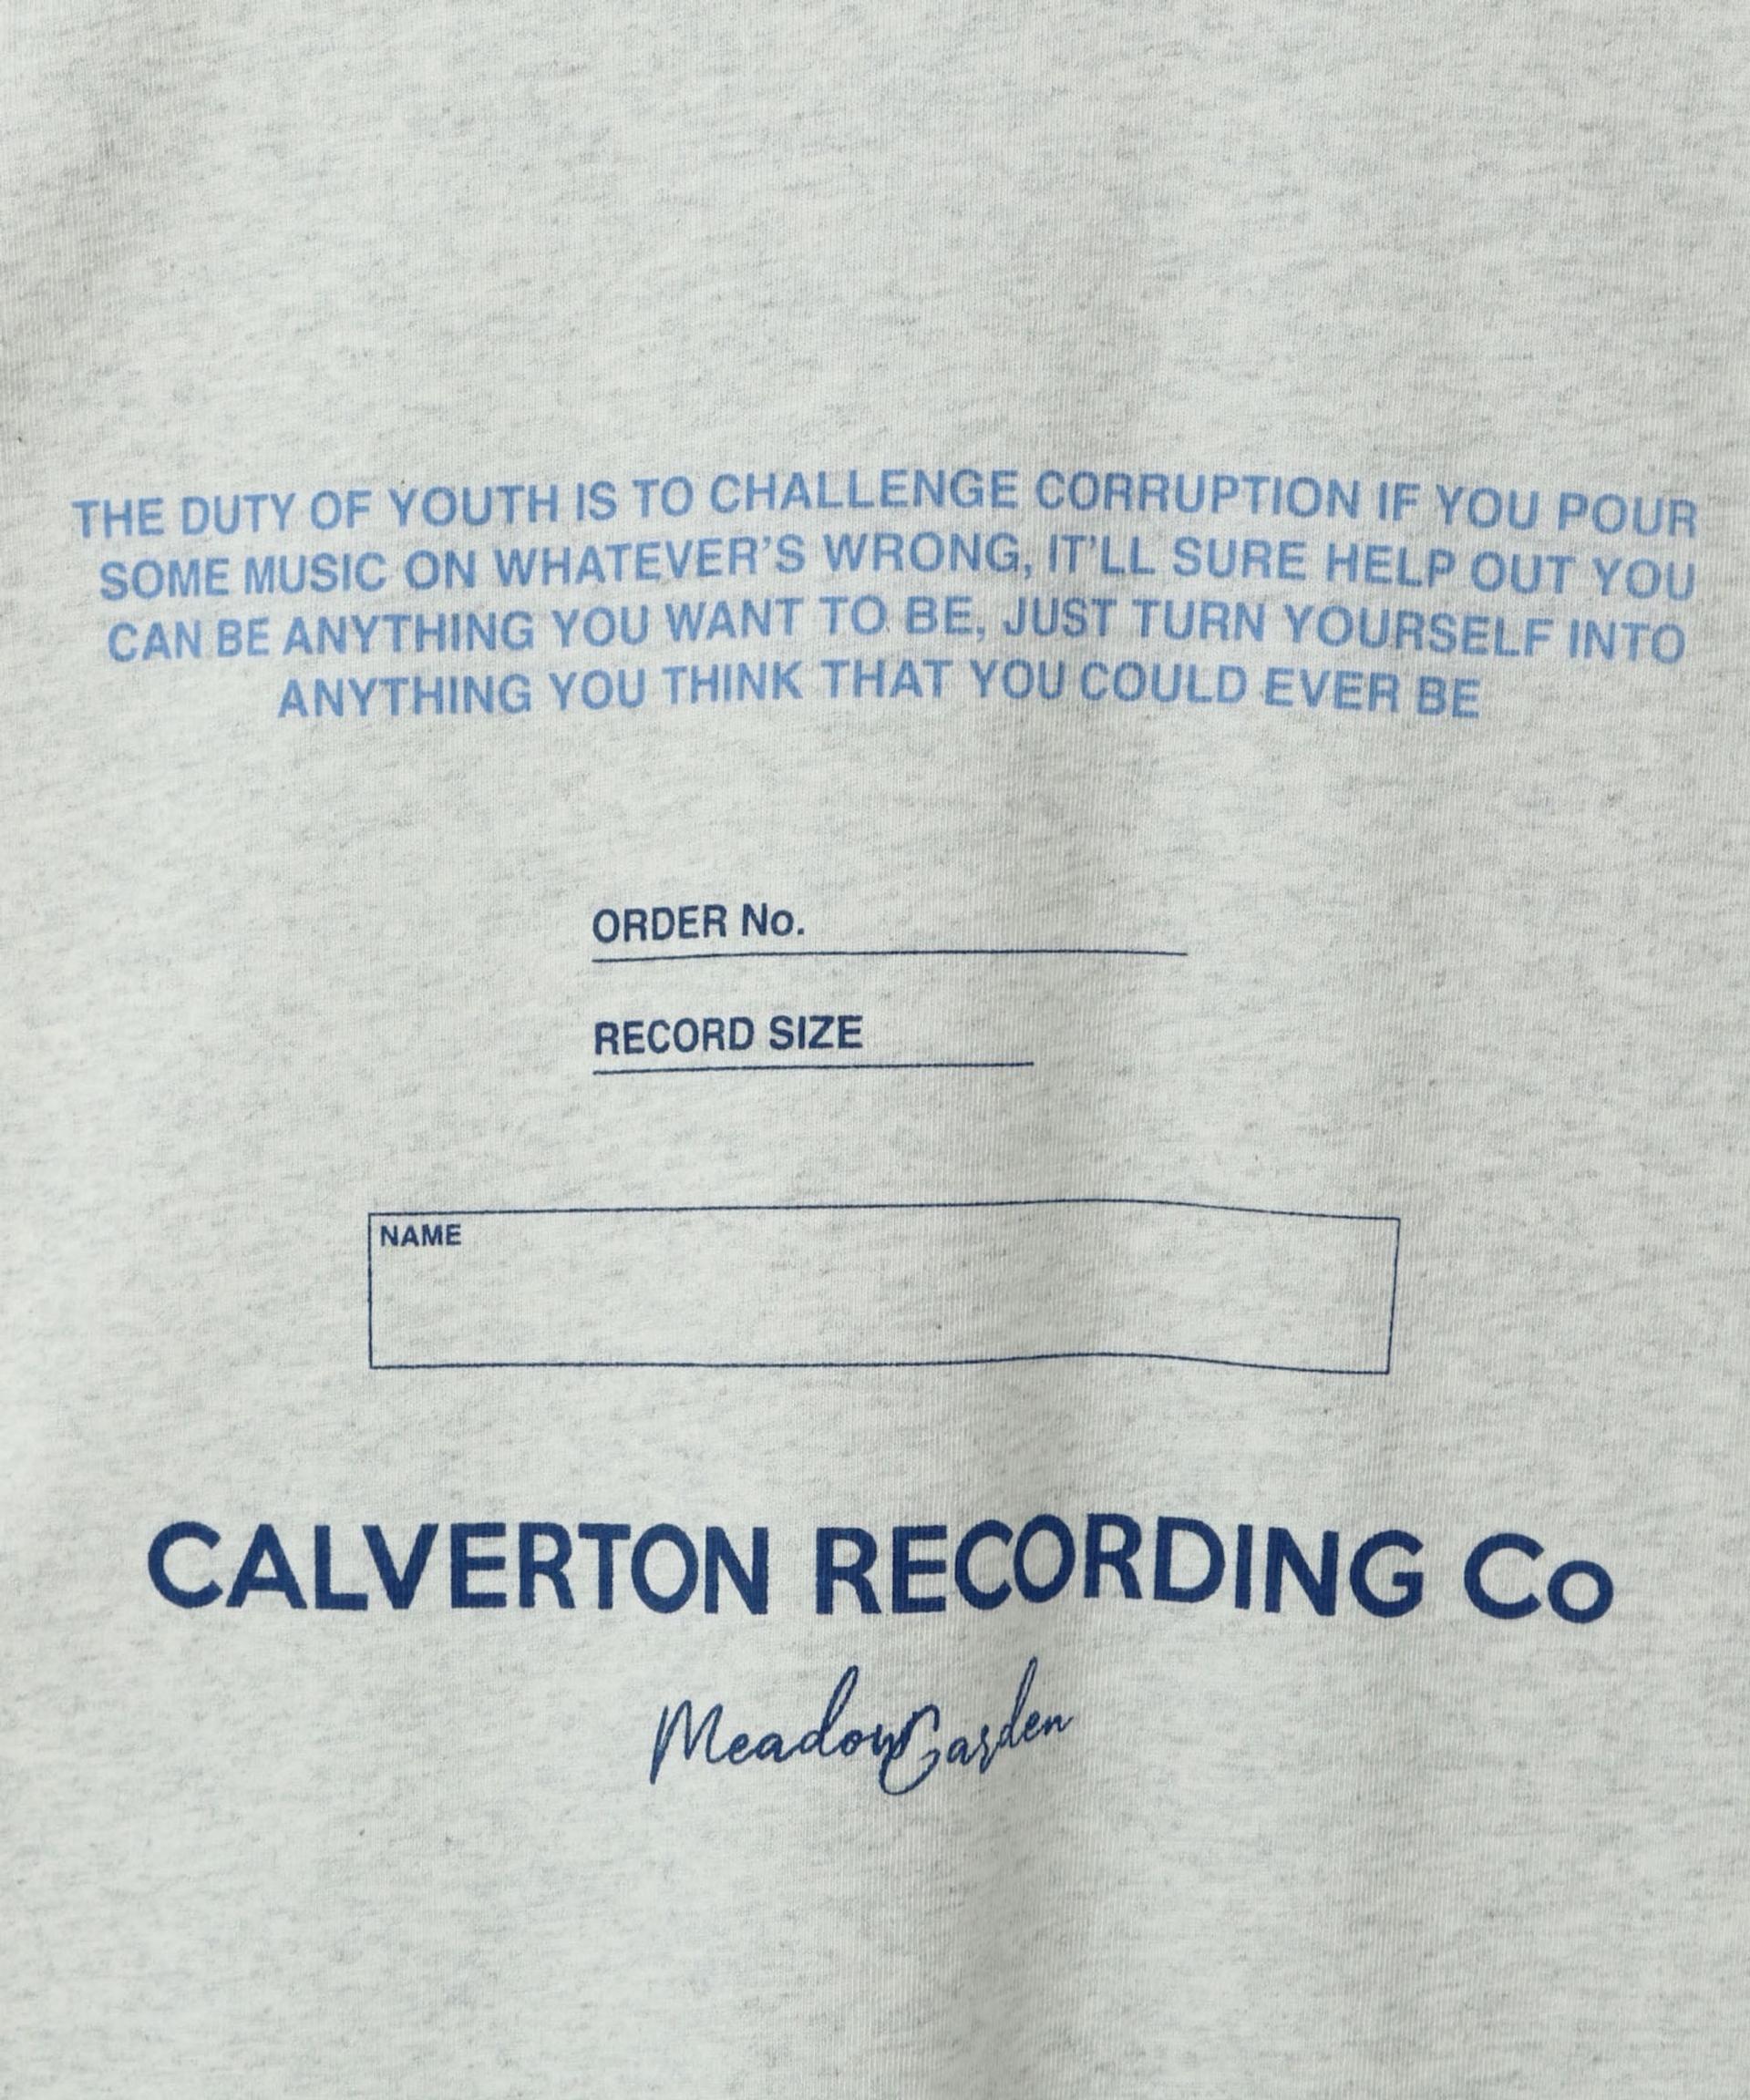 THE DUTY OF YOUTH IS TO CHALLENGE CORRUPTION IF YOU POUR
SOME MUSIC ON WHATEVER'S WRONG, IT'LL SURE HELP OUT YOU
CAN BE ANYTHING YOU WANT TO BE, JUST TURN YOURSELF INTO
ANYTHING YOU THINK THAT YOU COULD EVER BE
ORDER No.
RECORD SIZE
NAME
CALVERTON RECORDING Co
Meadow Garden